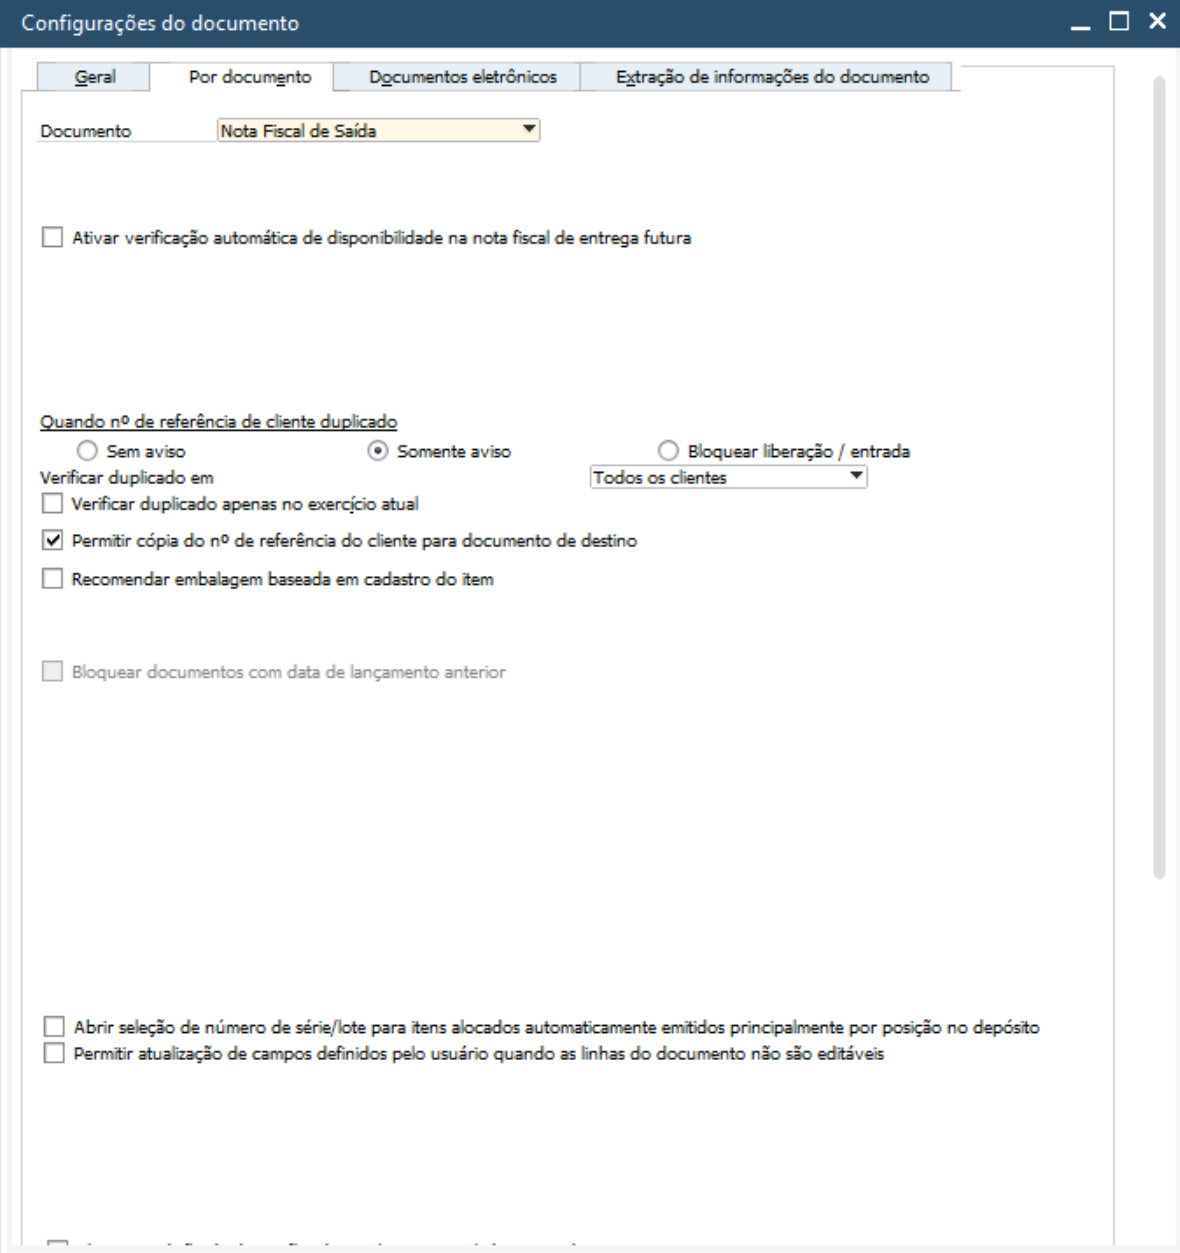 Configurações do documento
Geral Por documento Documentos eletrônicos Extração de informações do documento
Documento Nota Fiscal de Saída
Ativar verificação automática de disponibilidade na nota fiscal de entrega futura
Quando nº de referência de cliente duplicado
Sem aviso Somente aviso Bloquear liberação / entrada
Verificar duplicado em Todos os clientes
Verificar duplicado apenas no exercício atual
Permitir cópia do nº de referência do cliente para documento de destino
Recomendar embalagem baseada em cadastro do item
Bloquear documentos com data de lançamento anterior
Abrir seleção de número de série/lote para itens alocados automaticamente emitidos principalmente por posição no depósito
Permitir atualização de campos definidos pelo usuário quando as linhas do documento não são editáveis